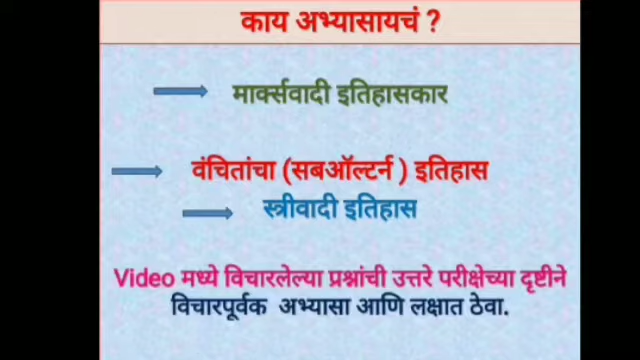 काय अभ्यासायचं ?
मार्क्सवादी इतिहासकार
वंचितांचा (सबऑल्टर्न ) इतिहास
स्त्रीवादी इतिहास
Video मध्ये विचारलेल्या प्रश्नांची उत्तरे परीक्षेच्या दृष्टीने
विचारपूर्वक अभ्यासा आणि लक्षात ठेवा.